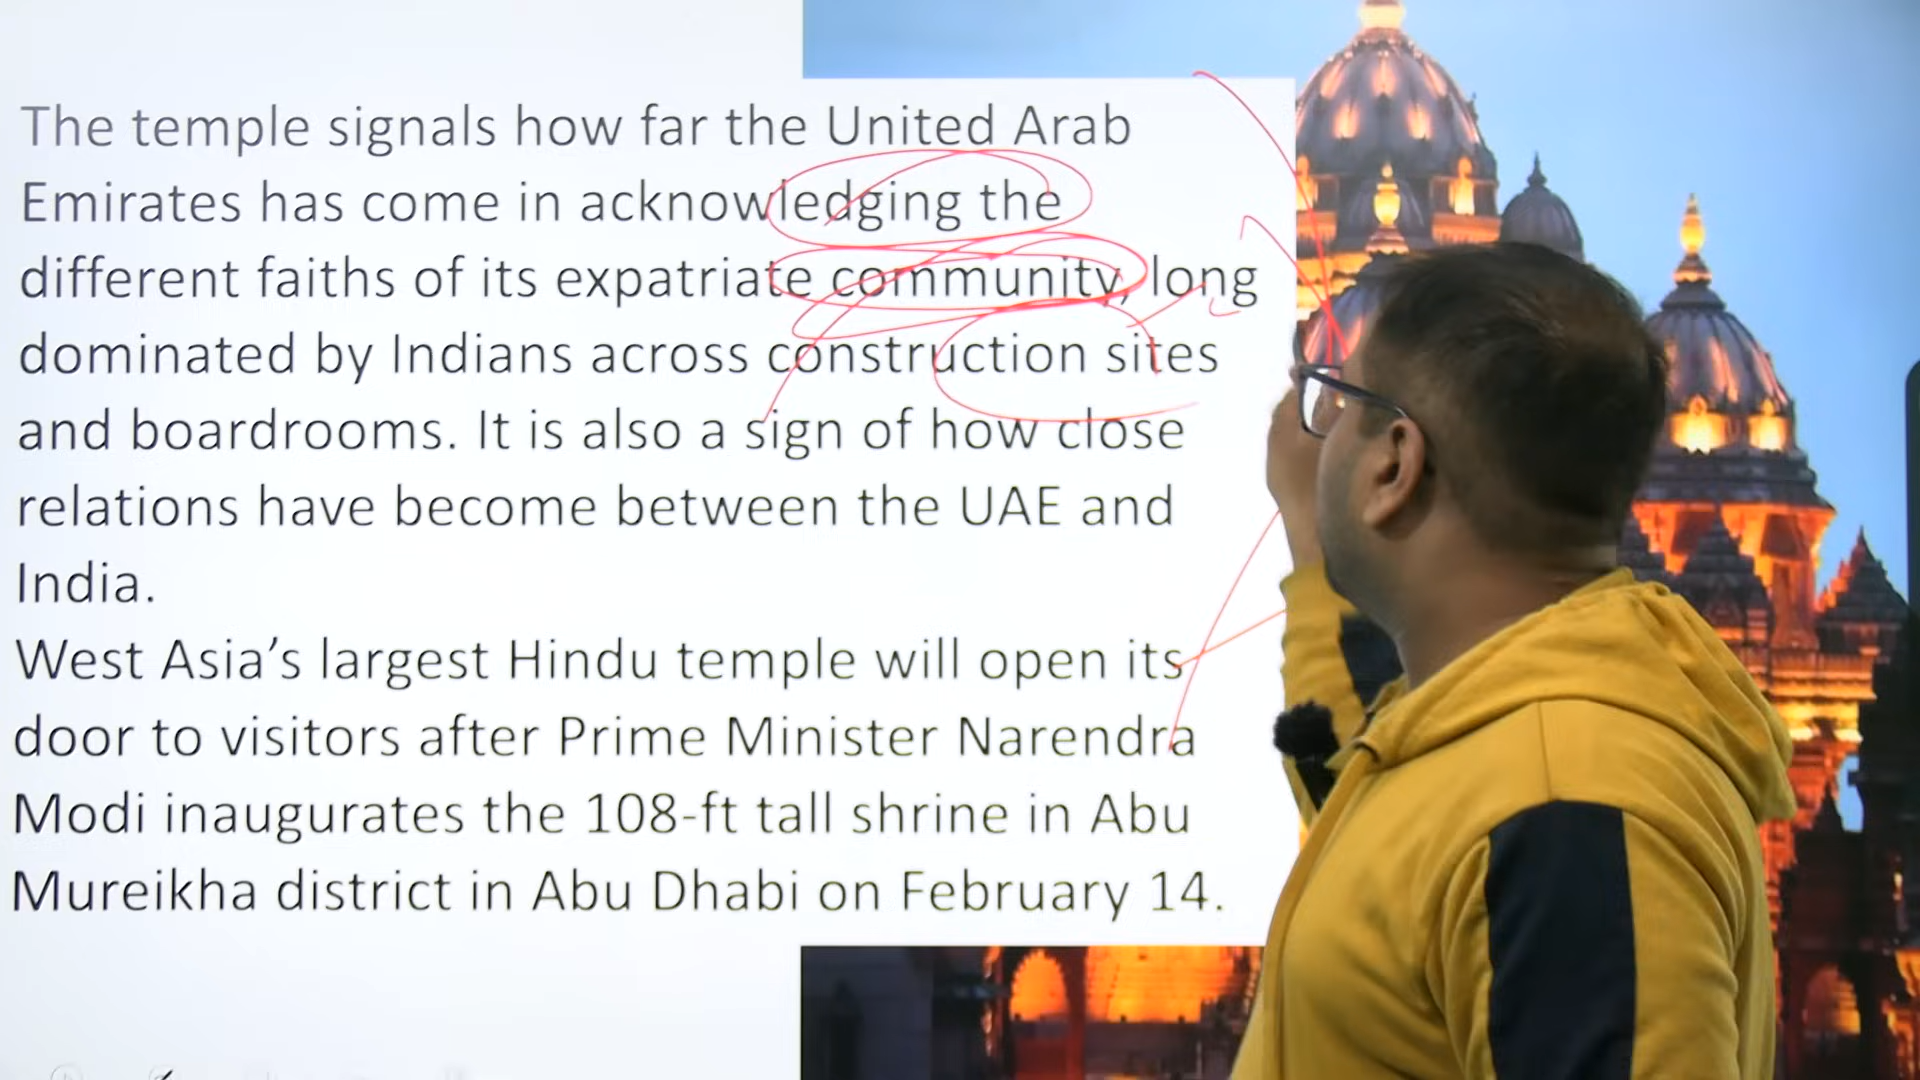 The temple signals how far the United Arab
Emirates has come in acknowledging the
different faiths of its expatriate community, long
dominated by Indians across construction sites
and boardrooms. It is also a sign of how close
relations have become between the UAE and
India.
West Asia’s largest Hindu temple will open its
door to visitors after Prime Minister Narendra
Modi inaugurates the 108-ft tall shrine in Abu
Mureikha district in Abu Dhabi on February 14.